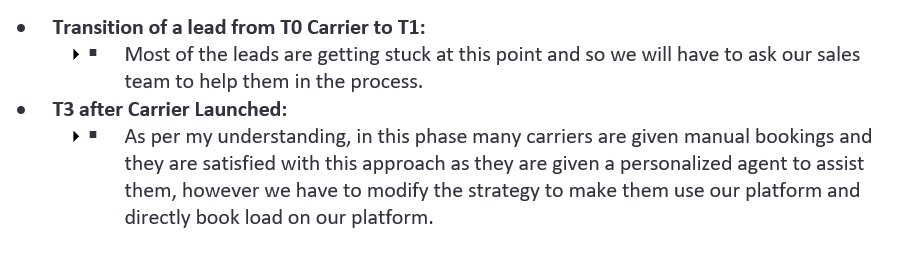 • Transition of a lead from T0 Carrier to T1:
▪ Most of the leads are getting stuck at this point and so we will have to ask our sales
team to help them in the process.
• T3 after Carrier Launched:
▪ As per my understanding, in this phase many carriers are given manual bookings and
they are satisfied with this approach as they are given a personalized agent to assist
them, however we have to modify the strategy to make them use our platform and
directly book load on our platform.